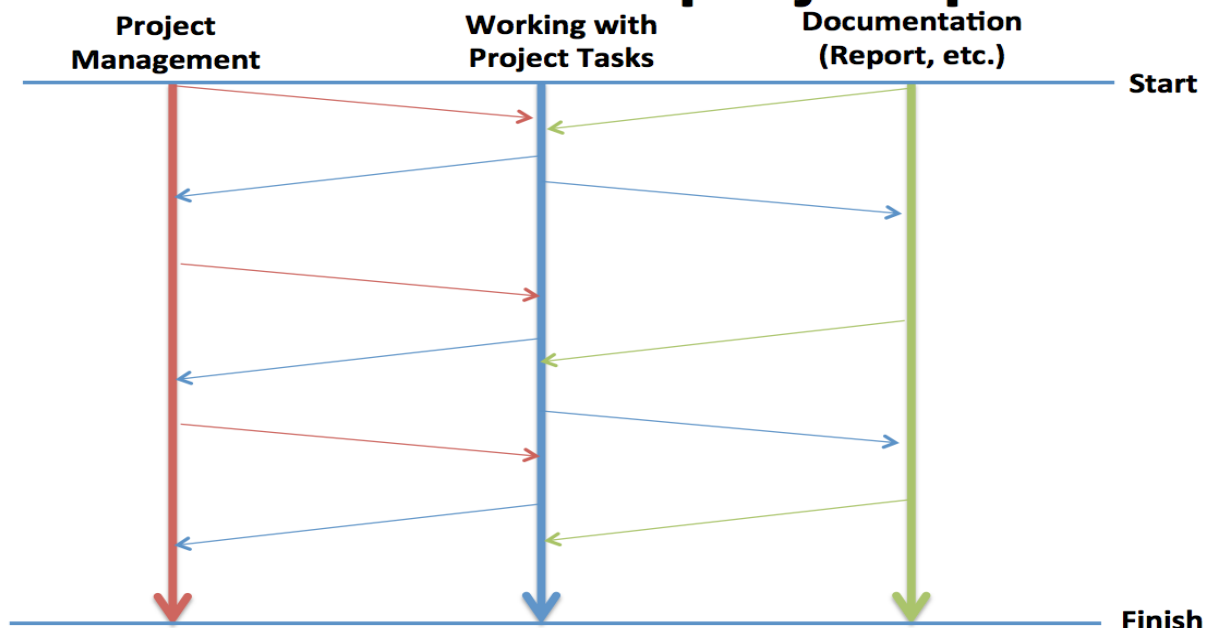 Project
Management
Working with
Project Tasks
Documentation
(Report, etc.)
Start
Finish